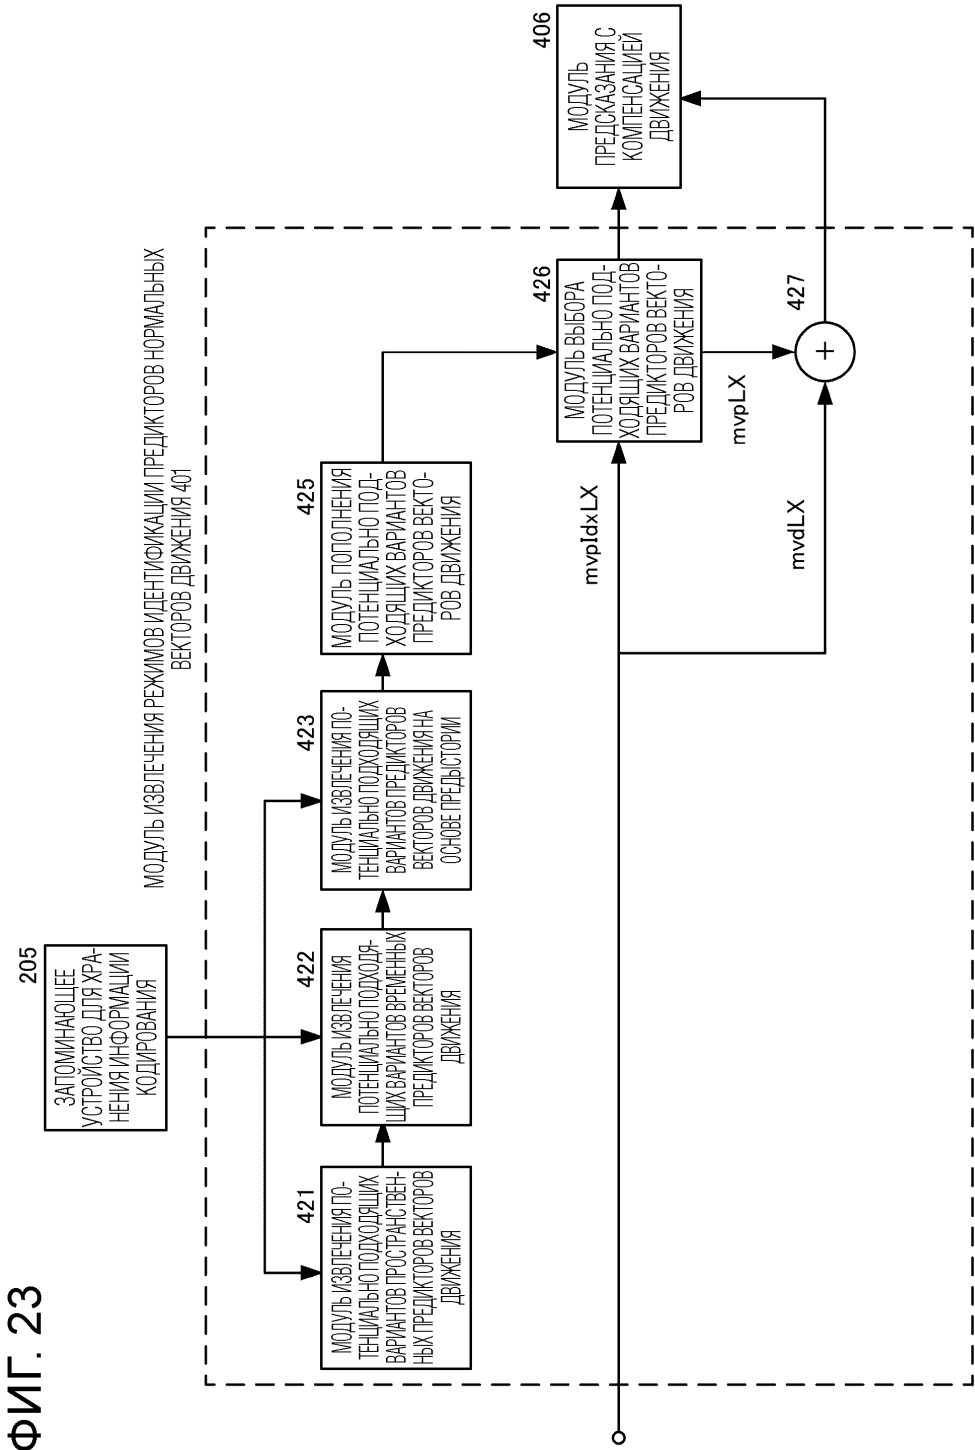 ФИГ. 23
205
ЗАПОМИНАЮЩЕЕ
УСТРОЙСТВО ДЛЯ ХРА-
НЕНИЯ ИНФОРМАЦИИ
КОДИРОВАНИЯ
МОДУЛЬ ИЗВЛЕЧЕНИЯ РЕЖИМОВ ИДЕНТИФИКАЦИИ ПРЕДИКТОРОВ НОРМАЛЬНЫХ
ВЕКТОРОВ ДВИЖЕНИЯ 401
421
МОДУЛЬ ИЗВЛЕЧЕНИЯ ПО-
ТЕНЦИАЛЬНО ПОДХОДЯЩИХ
ВАРИАНТОВ ПРОСТРАНСТВЕН-
НЫХ ПРЕДИКТОРОВ ВЕКТОРОВ
ДВИЖЕНИЯ
422
МОДУЛЬ ИЗВЛЕЧЕНИЯ
ПОТЕНЦИАЛЬНО ПОДХОДЯ-
ЩИХ ВАРИАНТОВ ВРЕМЕННЫХ
ПРЕДИКТОРОВ ВЕКТОРОВ
ДВИЖЕНИЯ
423
МОДУЛЬ ИЗВЛЕЧЕНИЯ ПО-
ТЕНЦИАЛЬНО ПОДХОДЯЩИХ
ВАРИАНТОВ ПРЕДИКТОРОВ
ВЕКТОРОВ ДВИЖЕНИЯ НА
ОСНОВЕ ПРЕДЫСТОРИИ
425
МОДУЛЬ ПОПОЛНЕНИЯ
ПОТЕНЦИАЛЬНО ПОД-
ХОДЯЩИХ ВАРИАНТОВ
ПРЕДИКТОРОВ ВЕКТО-
РОВ ДВИЖЕНИЯ
426
МОДУЛЬ ВЫБОРА
ПОТЕНЦИАЛЬНО ПОД-
ХОДЯЩИХ ВАРИАНТОВ
ПРЕДИКТОРОВ ВЕКТО-
РОВ ДВИЖЕНИЯ
406
МОДУЛЬ
ПРЕДСКАЗАНИЯ С
КОМПЕНСАЦИЕЙ
ДВИЖЕНИЯ
mvpIdxLX
mvpLX
427
+
mvdLX